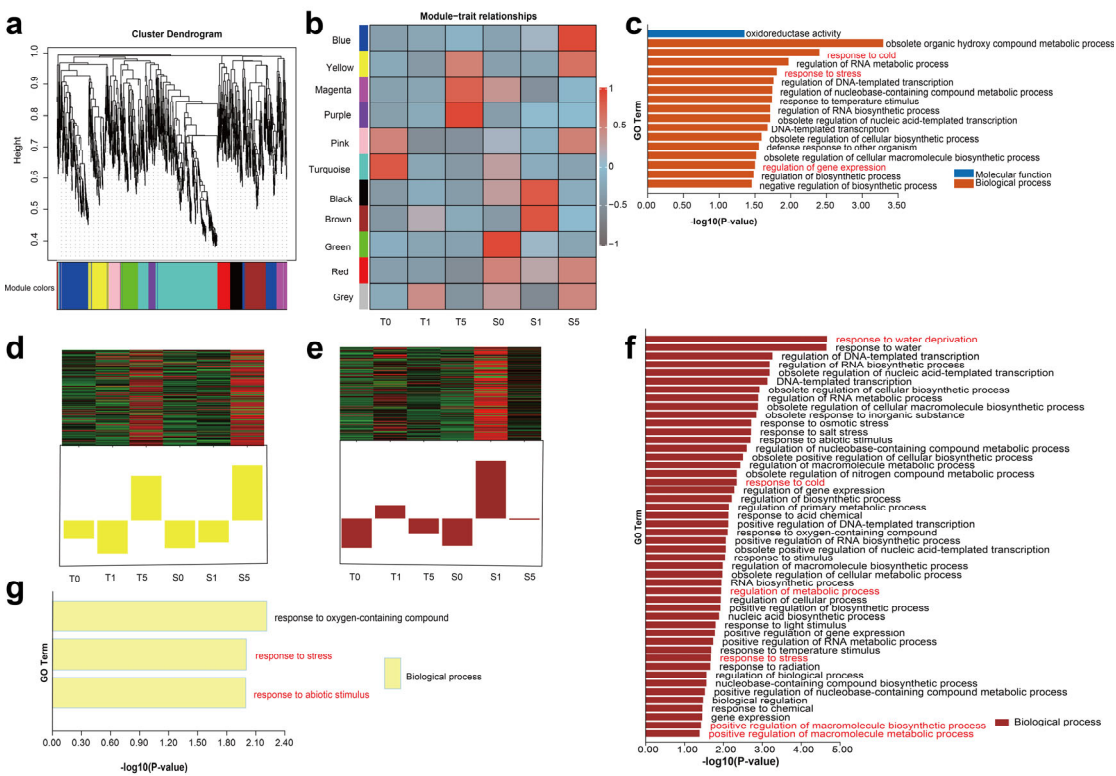 a
Cluster Dendrogram
Height
1.0
0.9
0.8
0.7
0.6
0.5
0.4
Module colors
b
Module-trait relationships
Blue
Yellow
Magenta
Purple
Pink
Turquoise
Black
Brown
Green
Red
Grey
T0 T1 T5 S0 S1 S5
1
0.5
0
−0.5
−1
c
GO Term
oxidoreductase activity
obsolete organic hydroxy compound metabolic process
response to cold
regulation of RNA metabolic process
response to stress
regulation of DNA-templated transcription
regulation of nucleobase-containing compound metabolic process
response to temperature stimulus
regulation of RNA biosynthetic process
obsolete regulation of nucleic acid-templated transcription
DNA-templated transcription
obsolete regulation of cellular biosynthetic process
defense response to other organism
obsolete regulation of cellular macromolecule biosynthetic process
regulation of gene expression
regulation of biosynthetic process
negative regulation of biosynthetic process
Molecular function
Biological process
0.00 0.50 1.00 1.50 2.00 2.50 3.00 3.50
-log10(P-value)
d
T0 T1 T5 S0 S1 S5
e
T0 T1 T5 S0 S1 S5
f
GO Term
response to water deprivation
response to water
regulation of DNA-templated transcription
regulation of RNA biosynthetic process
obsolete regulation of nucleic acid-templated transcription
DNA-templated transcription
obsolete regulation of cellular biosynthetic process
regulation of RNA metabolic process
obsolete regulation of cellular macromolecule biosynthetic process
obsolete response to inorganic substance
response to osmotic stress
response to salt stress
response to abiotic stimulus
regulation of nucleobase-containing compound metabolic process
obsolete positive regulation of cellular biosynthetic process
regulation of macromolecule metabolic process
obsolete regulation of nitrogen compound metabolic process
response to cold
regulation of gene expression
regulation of biosynthetic process
regulation of primary metabolic process
response to acid chemical
positive regulation of DNA-templated transcription
response to oxygen-containing compound
positive regulation of RNA biosynthetic process
obsolete positive regulation of nucleic acid-templated transcription
response to stimulus
regulation of macromolecule biosynthetic process
obsolete regulation of cellular metabolic process
RNA biosynthetic process
regulation of metabolic process
regulation of cellular process
positive regulation of biosynthetic process
nucleic acid biosynthetic process
response to light stimulus
positive regulation of gene expression
positive regulation of RNA metabolic process
response to temperature stimulus
response to stress
response to radiation
regulation of biological process
nucleobase-containing compound biosynthetic process
positive regulation of nucleobase-containing compound metabolic process
biological regulation
response to chemical
gene expression
positive regulation of macromolecule biosynthetic process
positive regulation of macromolecule metabolic process
Biological process
0.00 1.00 2.00 3.00 4.00 5.00
-log10(P-value)
g
GO Term
response to oxygen-containing compound
response to stress
response to abiotic stimulus
Biological process
0.00 0.30 0.60 0.90 1.20 1.50 1.80 2.10 2.40
-log10(P-value)